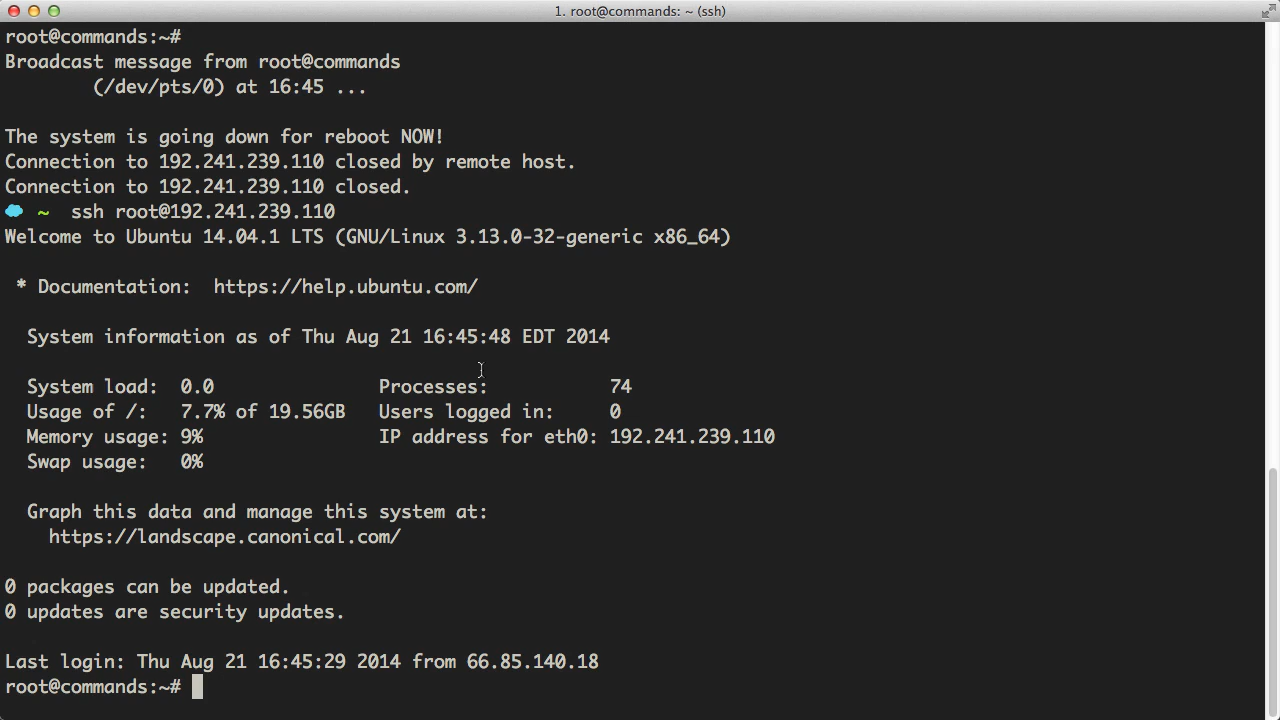 1. root@commands: ~ (ssh)
root@commands:~#
Broadcast message from root@commands
        (/dev/pts/0) at 16:45 ...
The system is going down for reboot NOW!
Connection to 192.241.239.110 closed by remote host.
Connection to 192.241.239.110 closed.
~  ssh root@192.241.239.110
Welcome to Ubuntu 14.04.1 LTS (GNU/Linux 3.13.0-32-generic x86_64)
 * Documentation:  https://help.ubuntu.com/
  System information as of Thu Aug 21 16:45:48 EDT 2014
  System load:  0.0               Processes:           74
  Usage of /:   7.7% of 19.56GB   Users logged in:     0
  Memory usage: 9%                IP address for eth0: 192.241.239.110
  Swap usage:   0%
  Graph this data and manage this system at:
    https://landscape.canonical.com/
0 packages can be updated.
0 updates are security updates.
Last login: Thu Aug 21 16:45:29 2014 from 66.85.140.18
root@commands:~#